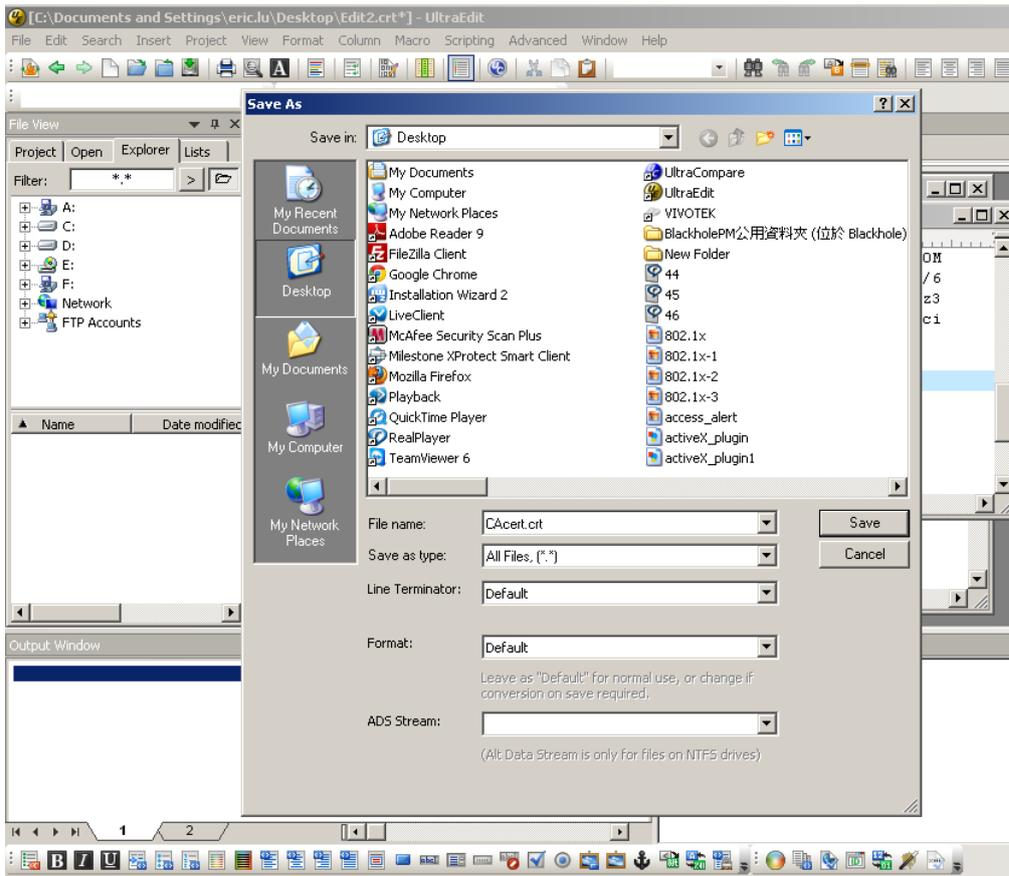 [C:\Documents and Settings\eric.lu\Desktop\Edit2.crt*] - UltraEdit
File Edit Search Insert Project View Format Column Macro Scripting Advanced Window Help
Save As
File View
Save in: Desktop
Project Open Explorer Lists
Filter: *.* >
A:
C:
D:
E:
F:
Network
FTP Accounts
My Recent Documents
Desktop
My Documents
My Computer
My Network Places
My Documents
My Computer
My Network Places
Adobe Reader 9
FileZilla Client
Google Chrome
Installation Wizard 2
LiveClient
McAfee Security Scan Plus
Milestone XProtect Smart Client
Mozilla Firefox
Playback
QuickTime Player
RealPlayer
TeamViewer 6
UltraCompare
UltraEdit
VIVOTEK
BlackholePM公用資料夾 (位於 Blackhole)
New Folder
44
45
46
802.1x
802.1x-1
802.1x-2
802.1x-3
access_alert
activeX_plugin
activeX_plugin1
OM
/6
z3
ci
Name Date modified
File name: CAcert.crt Save
Save as type: All Files, (*.*) Cancel
Line Terminator: Default
Format: Default
Leave as "Default" for normal use, or change if
conversion on save required.
ADS Stream:
(Alt Data Stream is only for files on NTFS drives)
Output Window
1 2
B I U